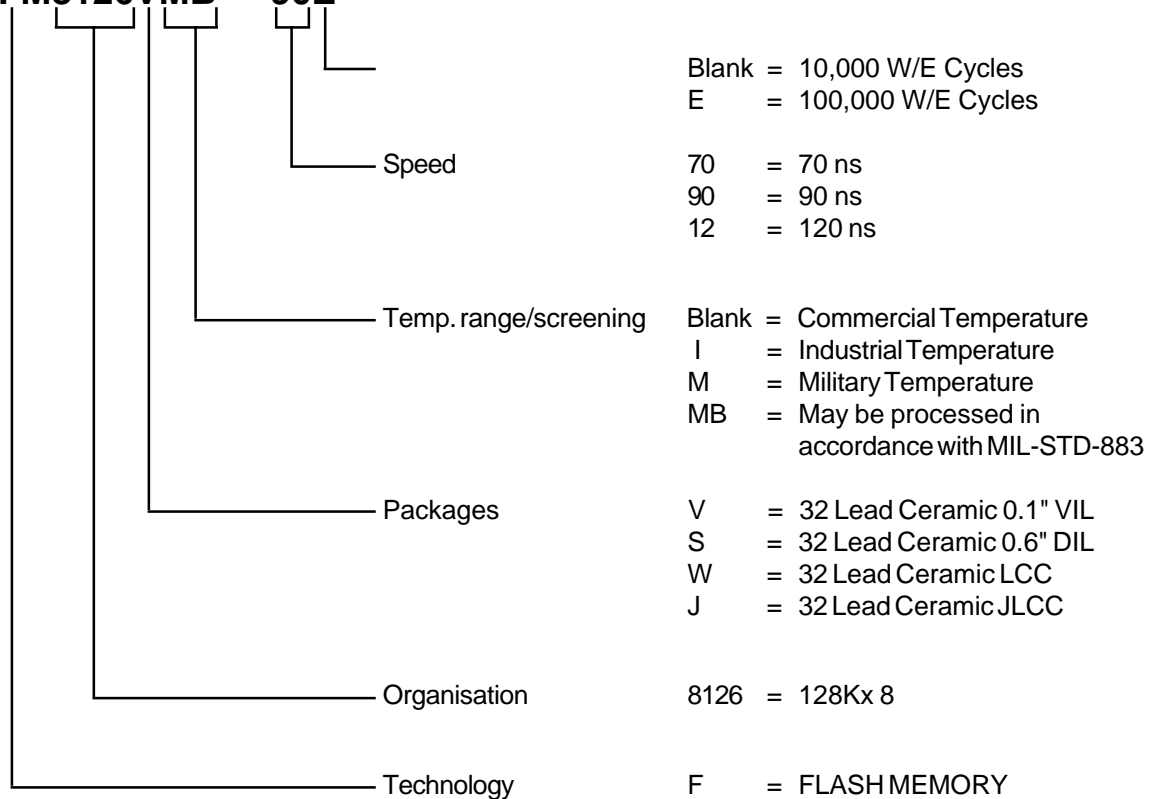 Blank = 10,000 W/E Cycles
E = 100,000 W/E Cycles
Speed 70 = 70 ns
90 = 90 ns
12 = 120 ns
Temp. range/screening Blank = Commercial Temperature
I = Industrial Temperature
M = Military Temperature
MB = May be processed in
accordance with MIL-STD-883
Packages V = 32 Lead Ceramic 0.1" VIL
S = 32 Lead Ceramic 0.6" DIL
W = 32 Lead Ceramic LCC
J = 32 Lead Ceramic JLCC
Organisation 8126 = 128K x 8
Technology F = FLASH MEMORY